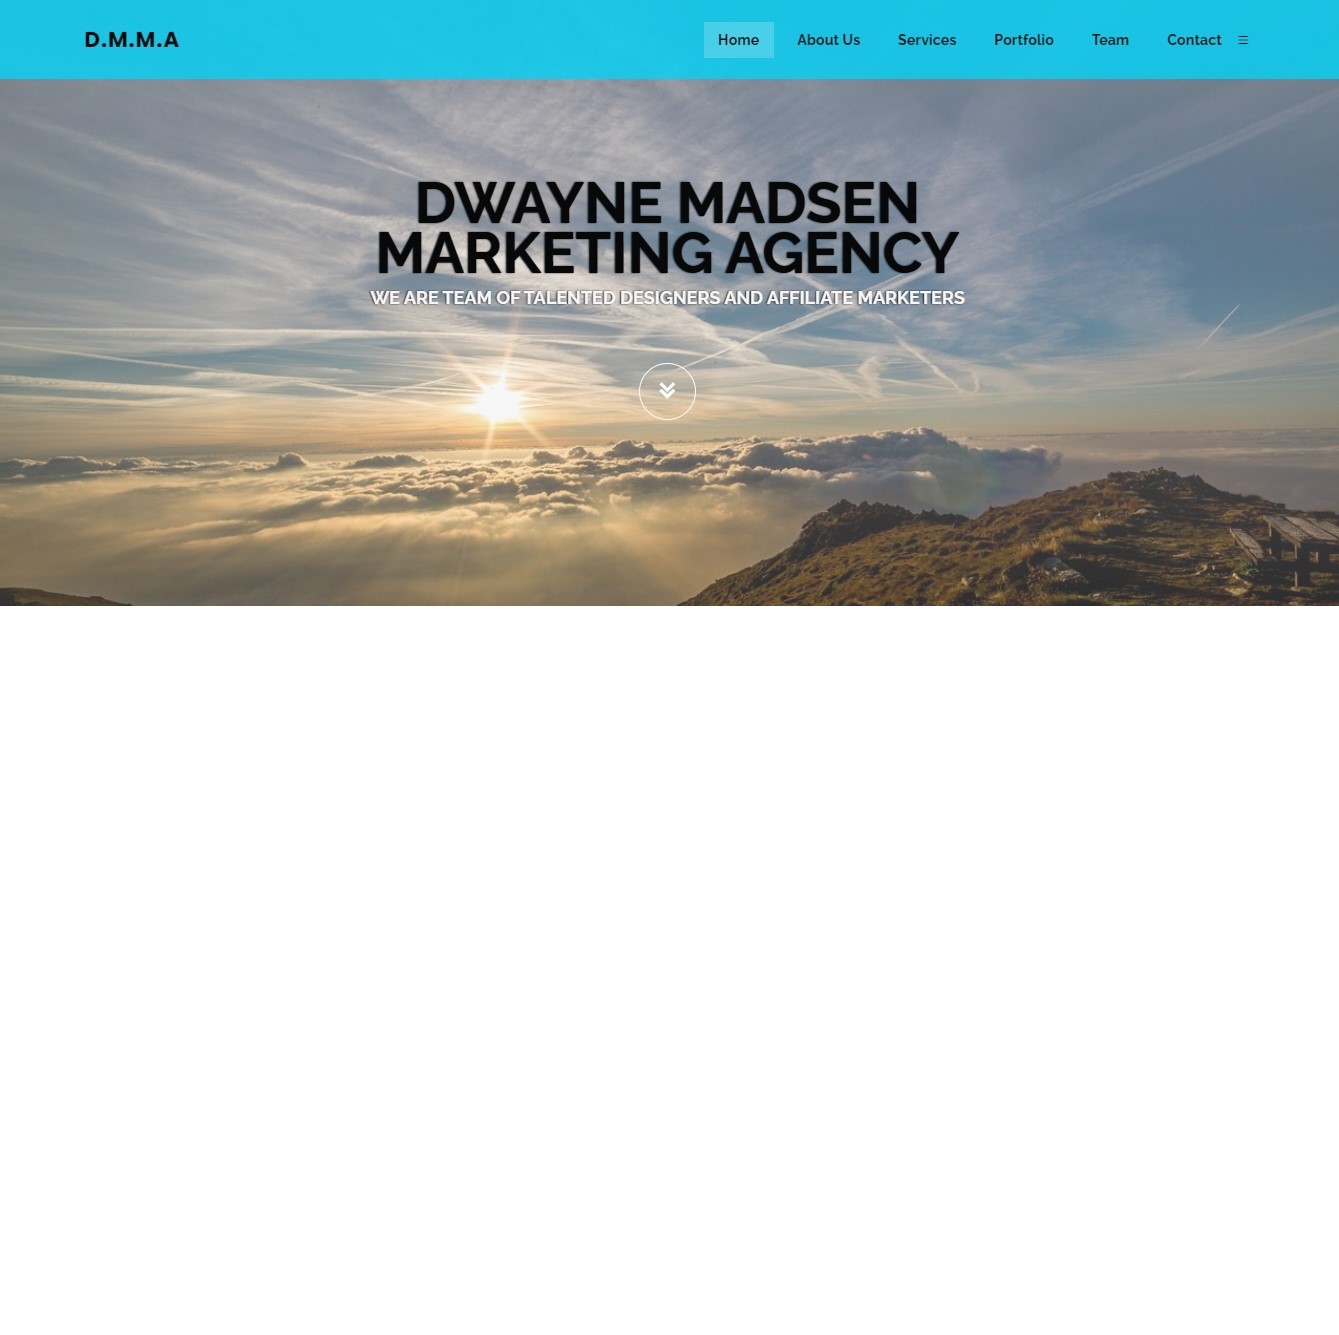 D.M.M.A
Home About Us Services Portfolio Team Contact
DWAYNE MADSEN
MARKETING AGENCY
WE ARE TEAM OF TALENTED DESIGNERS AND AFFILIATE MARKETERS